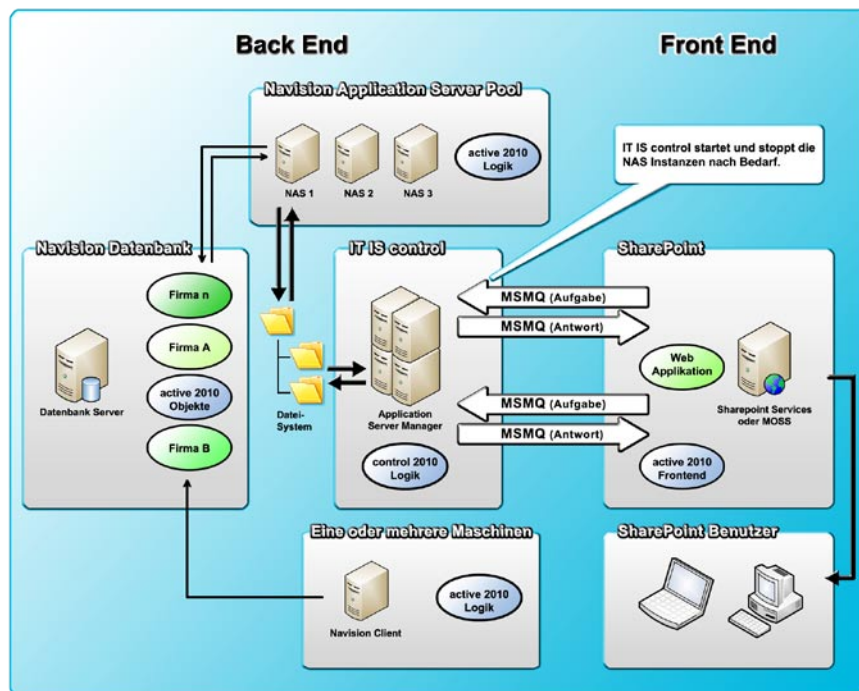 Back End
Front End
Navision Application Server Pool
NAS 1
NAS 2
NAS 3
active 2010
Logik
IT IS control startet und stoppt die
NAS Instanzen nach Bedarf.
Navision Datenbank
Firma n
Firma A
active 2010
Objekte
Firma B
Datenbank Server
Datei-
System
IT IS control
Application
Server Manager
control 2010
Logik
MSMQ (Aufgabe)
MSMQ (Antwort)
MSMQ (Aufgabe)
MSMQ (Antwort)
SharePoint
Web
Applikation
Sharepoint Services
oder MOSS
active 2010
Frontend
Eine oder mehrere Maschinen
Navision Client
active 2010
Logik
SharePoint Benutzer